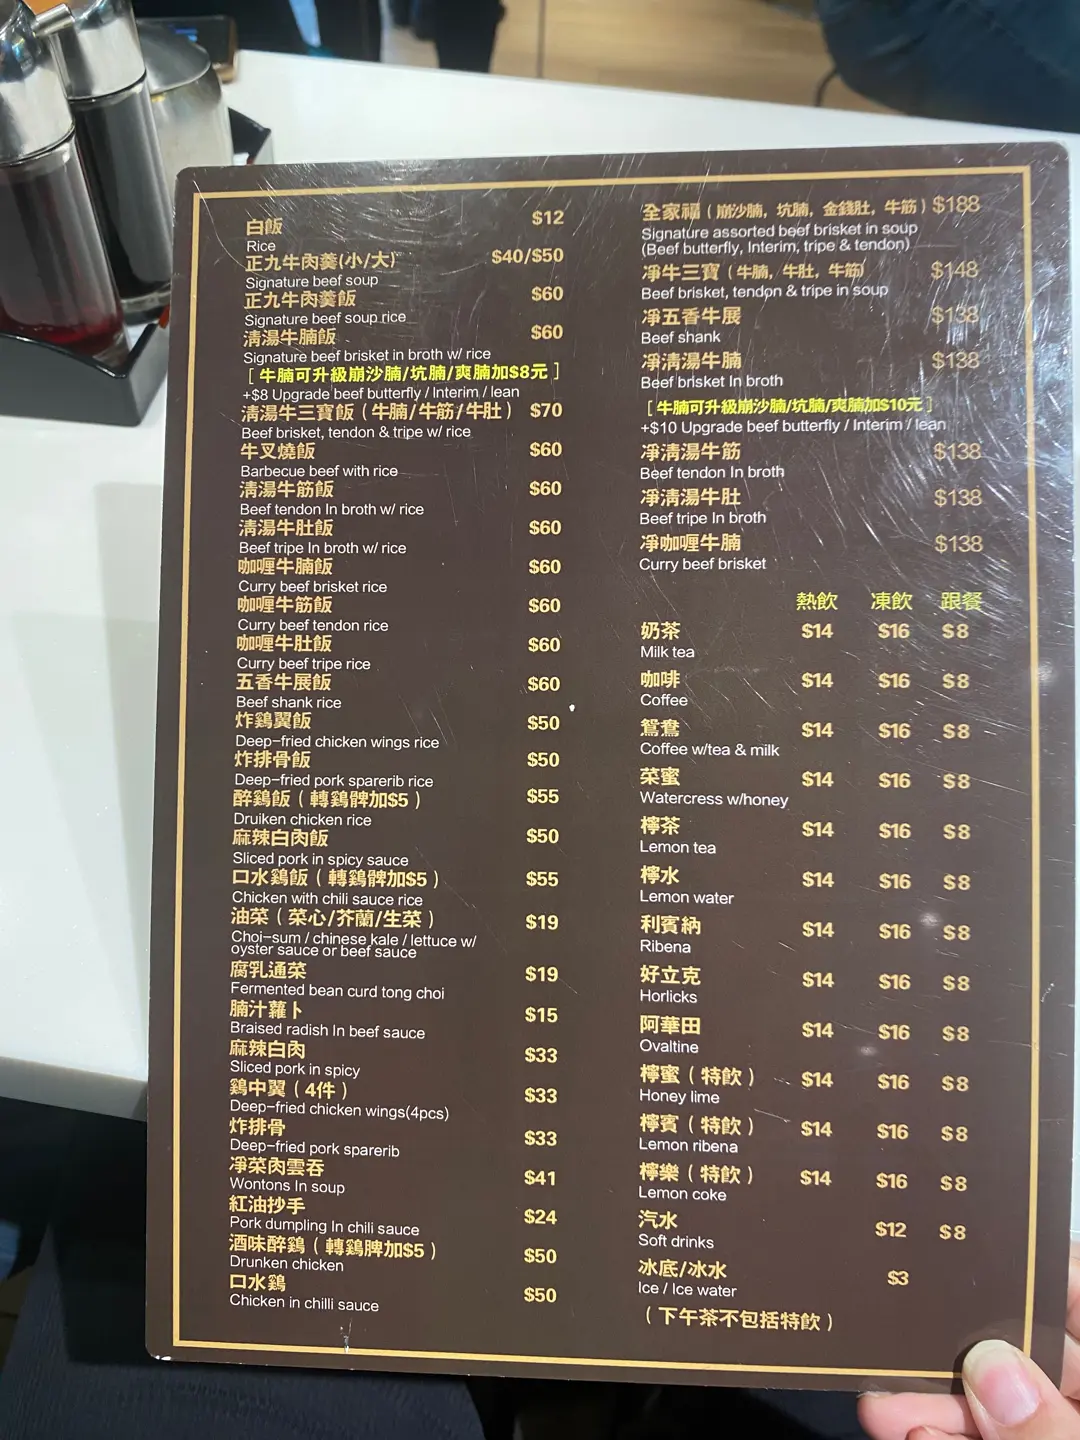 白飯 $12
Rice
正九牛肉羹(小/大) $40/$50
Signature beef soup
正九牛肉羹飯 $60
Signature beef soup rice
清湯牛腩飯 $60
Signature beef brisket in broth w/ rice
[ 牛腩可升級崩沙腩/坑腩/爽腩加$8元 ]
+$8 Upgrade beef butterfly / Interim / lean
清湯牛三寶飯 ( 牛腩/牛筋/牛肚 ) $70
Beef brisket, tendon & tripe w/ rice
牛叉燒飯 $60
Barbecue beef with rice
清湯牛筋飯 $60
Beef tendon In broth w/ rice
清湯牛肚飯 $60
Beef tripe In broth w/ rice
咖喱牛腩飯 $60
Curry beef brisket rice
咖喱牛筋飯 $60
Curry beef tendon rice
咖喱牛肚飯 $60
Curry beef tripe rice
五香牛展飯 $60
Beef shank rice
炸鷄翼飯 $50
Deep-fried chicken wings rice
炸排骨飯 $50
Deep-fried pork sparerib rice
醉鷄飯 ( 轉鷄髀加$5 ) $55
Druiken chicken rice
麻辣白肉飯 $50
Sliced pork in spicy sauce
口水鷄飯 ( 轉鷄髀加$5 ) $55
Chicken with chili sauce rice
油菜 ( 菜心/芥蘭/生菜 ) $19
Choi-sum / chinese kale / lettuce w/
oyster sauce or beef sauce
腐乳通菜 $19
Fermented bean curd tong choi
腩汁蘿卜 $15
Braised radish In beef sauce
麻辣白肉 $33
Sliced pork in spicy
鷄中翼 ( 4件 ) $33
Deep-fried chicken wings(4pcs)
炸排骨 $33
Deep-fried pork sparerib
淨菜肉雲吞 $41
Wontons In soup
紅油抄手 $24
Pork dumpling In chili sauce
酒味醉鷄 ( 轉鷄脾加$5 ) $50
Drunken chicken
口水鷄 $50
Chicken in chilli sauce
全家福 ( 崩沙腩, 坑腩, 金錢肚, 牛筋 ) $188
Signature assorted beef brisket in soup
(Beef butterfly, Interim, tripe & tendon)
淨牛三寶 ( 牛腩, 牛肚, 牛筋) $148
Beef brisket, tendon & tripe in soup
淨五香牛展 $138
Beef shank
淨清湯牛腩 $138
Beef brisket In broth
[ 牛腩可升級崩沙腩/坑腩/爽腩加$10元 ]
+$10 Upgrade beef butterfly / Interim / lean
淨清湯牛筋 $138
Beef tendon In broth
淨清湯牛肚 $138
Beef tripe In broth
淨咖喱牛腩 $138
Curry beef brisket
熱飲 凍飲 跟餐
奶茶 $14 $16 $8
Milk tea
咖啡 $14 $16 $8
Coffee
鴛鴦 $14 $16 $8
Coffee w/tea & milk
菜蜜 $14 $16 $8
Watercress w/honey
檸茶 $14 $16 $8
Lemon tea
檸水 $14 $16 $8
Lemon water
利賓納 $14 $16 $8
Ribena
好立克 $14 $16 $8
Horlicks
阿華田 $14 $16 $8
Ovaltine
檸蜜 ( 特飲 ) $14 $16 $8
Honey lime
檸賓 ( 特飲 ) $14 $16 $8
Lemon ribena
檸樂 ( 特飲 ) $14 $16 $8
Lemon coke
汽水 $12 $8
Soft drinks
冰底/冰水 $3
Ice / Ice water
( 下午茶不包括特飲 )